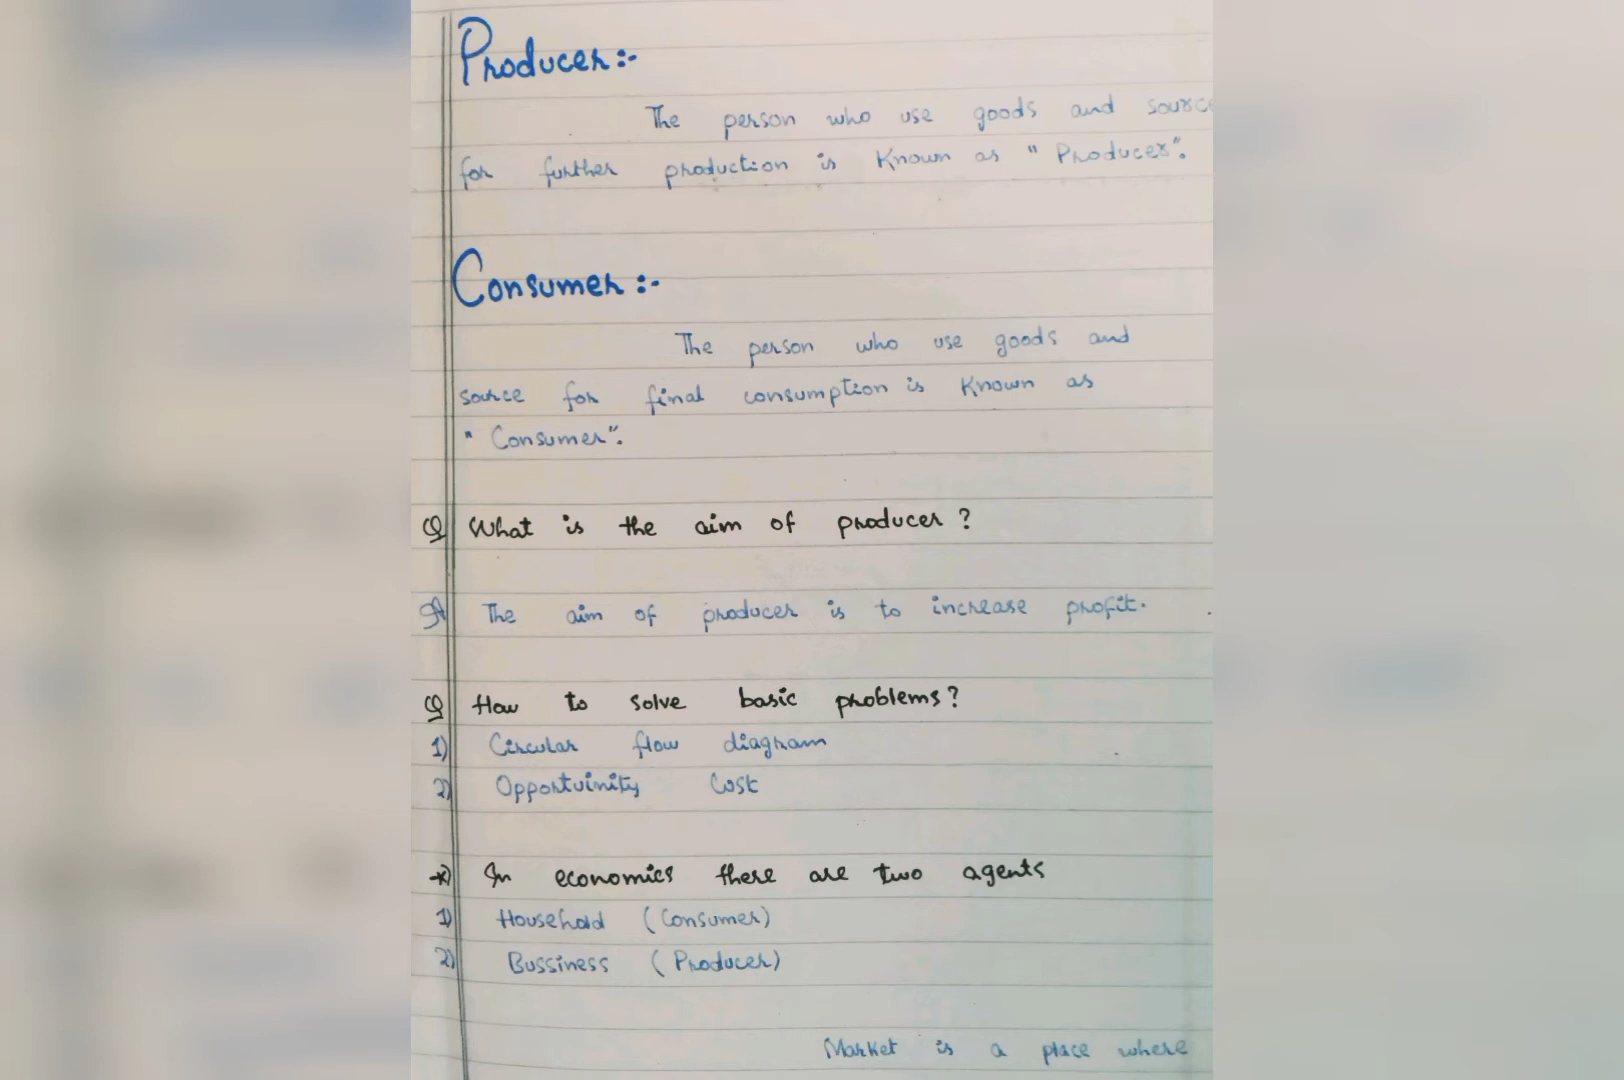 Producer:-
The person who use goods and source
for further production is known as " Producer".
Consumer :-
The person who use goods and
source for final consumption is known as
" Consumer".
Q What is the aim of producer ?
A The aim of producer is to increase profit.
Q How to solve basic problems?
1) Circular flow diagram
2) Opportuinity Cost
*) In economics there are two agents
1) Household (Consumer)
2) Bussiness (Producer)
Market is a place where